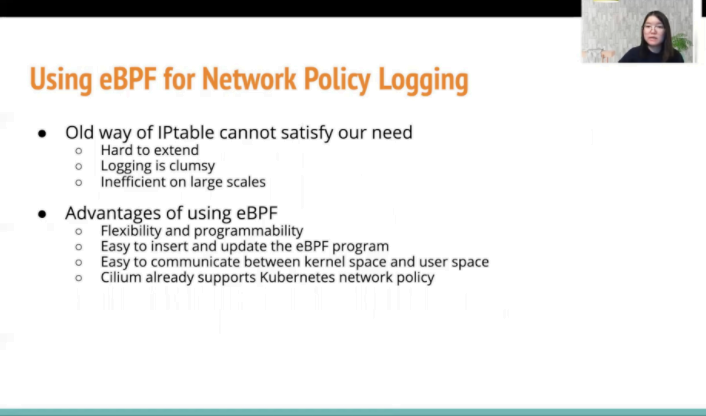 Using eBPF for Network Policy Logging
● Old way of IPtable cannot satisfy our need
○ Hard to extend
○ Logging is clumsy
○ Inefficient on large scales
● Advantages of using eBPF
○ Flexibility and programmability
○ Easy to insert and update the eBPF program
○ Easy to communicate between kernel space and user space
○ Cilium already supports Kubernetes network policy